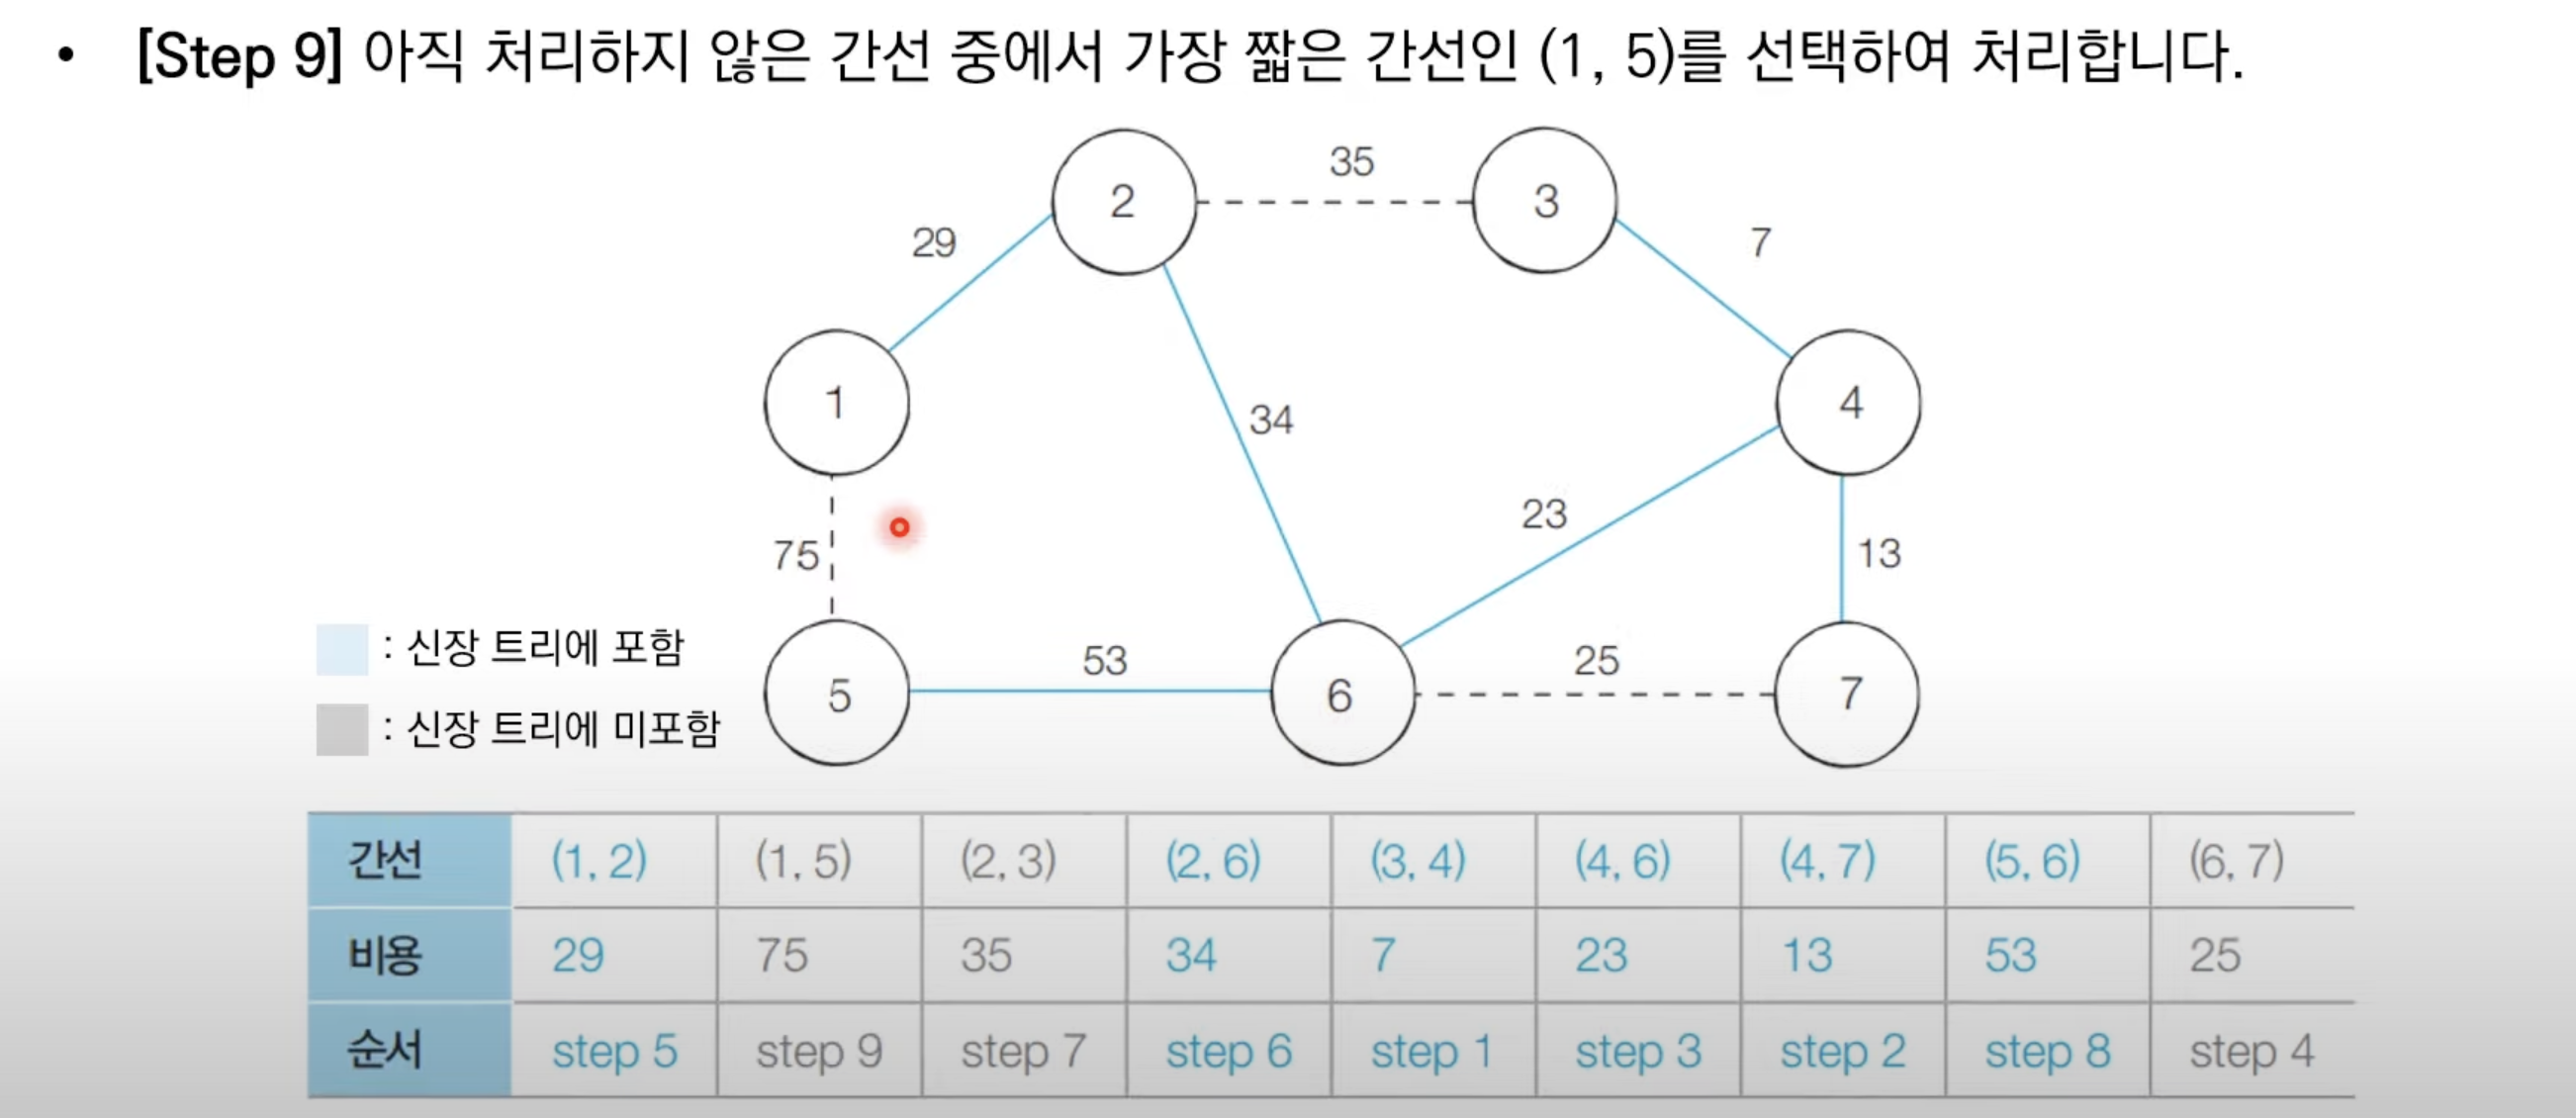 • [Step 9] 아직 처리하지 않은 간선 중에서 가장 짧은 간선인 (1, 5)를 선택하여 처리합니다.
35
2
3
29
7
1
4
34
23
75
13
: 신장 트리에 포함
53
25
5
6
7
: 신장 트리에 미포함
간선 (1, 2) (1, 5) (2, 3) (2, 6) (3, 4) (4, 6) (4, 7) (5, 6) (6, 7)
비용 29 75 35 34 7 23 13 53 25
순서 step 5 step 9 step 7 step 6 step 1 step 3 step 2 step 8 step 4